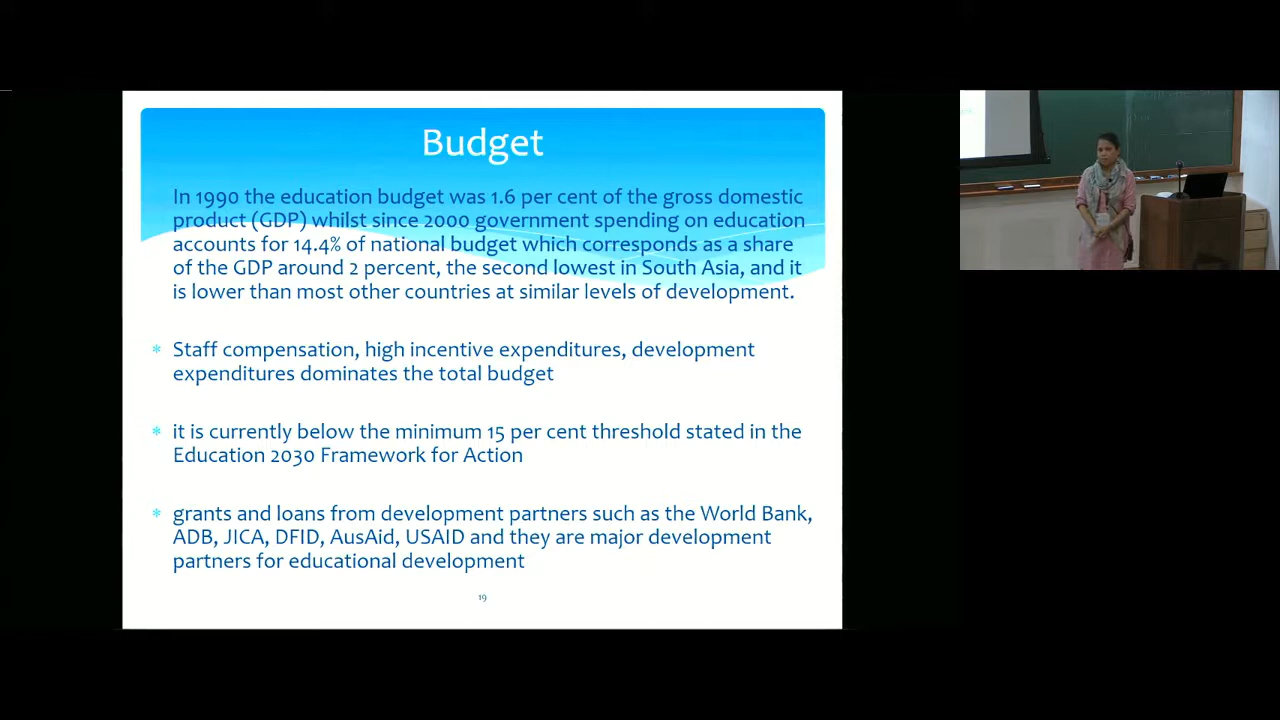 Budget
In 1990 the education budget was 1.6 per cent of the gross domestic
product (GDP) whilst since 2000 government spending on education
accounts for 14.4% of national budget which corresponds as a share
of the GDP around 2 percent, the second lowest in South Asia, and it
is lower than most other countries at similar levels of development.
* Staff compensation, high incentive expenditures, development
expenditures dominates the total budget
* it is currently below the minimum 15 per cent threshold stated in the
Education 2030 Framework for Action
* grants and loans from development partners such as the World Bank,
ADB, JICA, DFID, AusAid, USAID and they are major development
partners for educational development
19